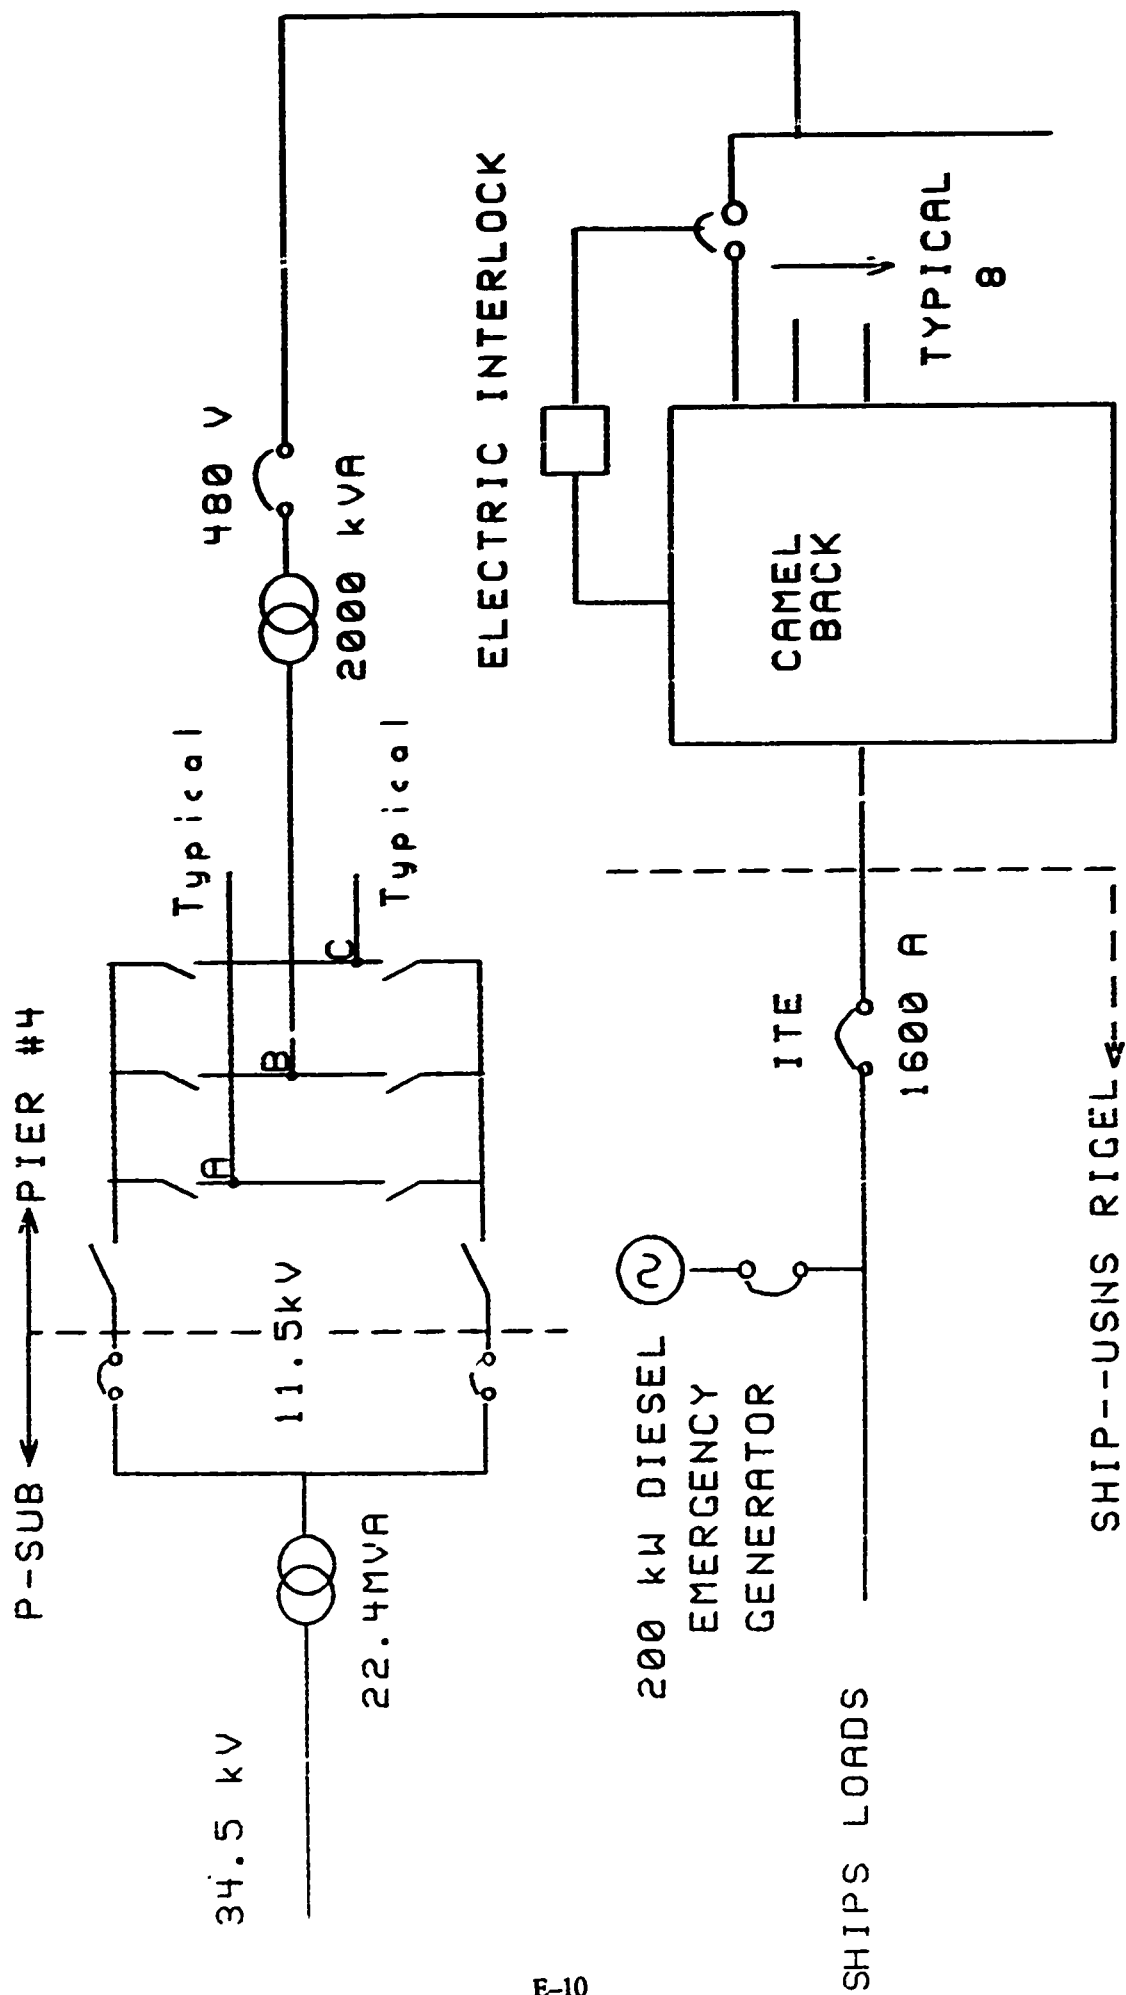 P-SUB
PIER #4
34.5 kV
22.4MVA
11.5kV
A
B
C
Typical
Typical
480 V
2000 kVA
ELECTRIC INTERLOCK
CAMEL
BACK
TYPICAL
8
ITE
1600 A
200 kW DIESEL
EMERGENCY
GENERATOR
SHIPS LOADS
SHIP--USNS RIGEL
E-10